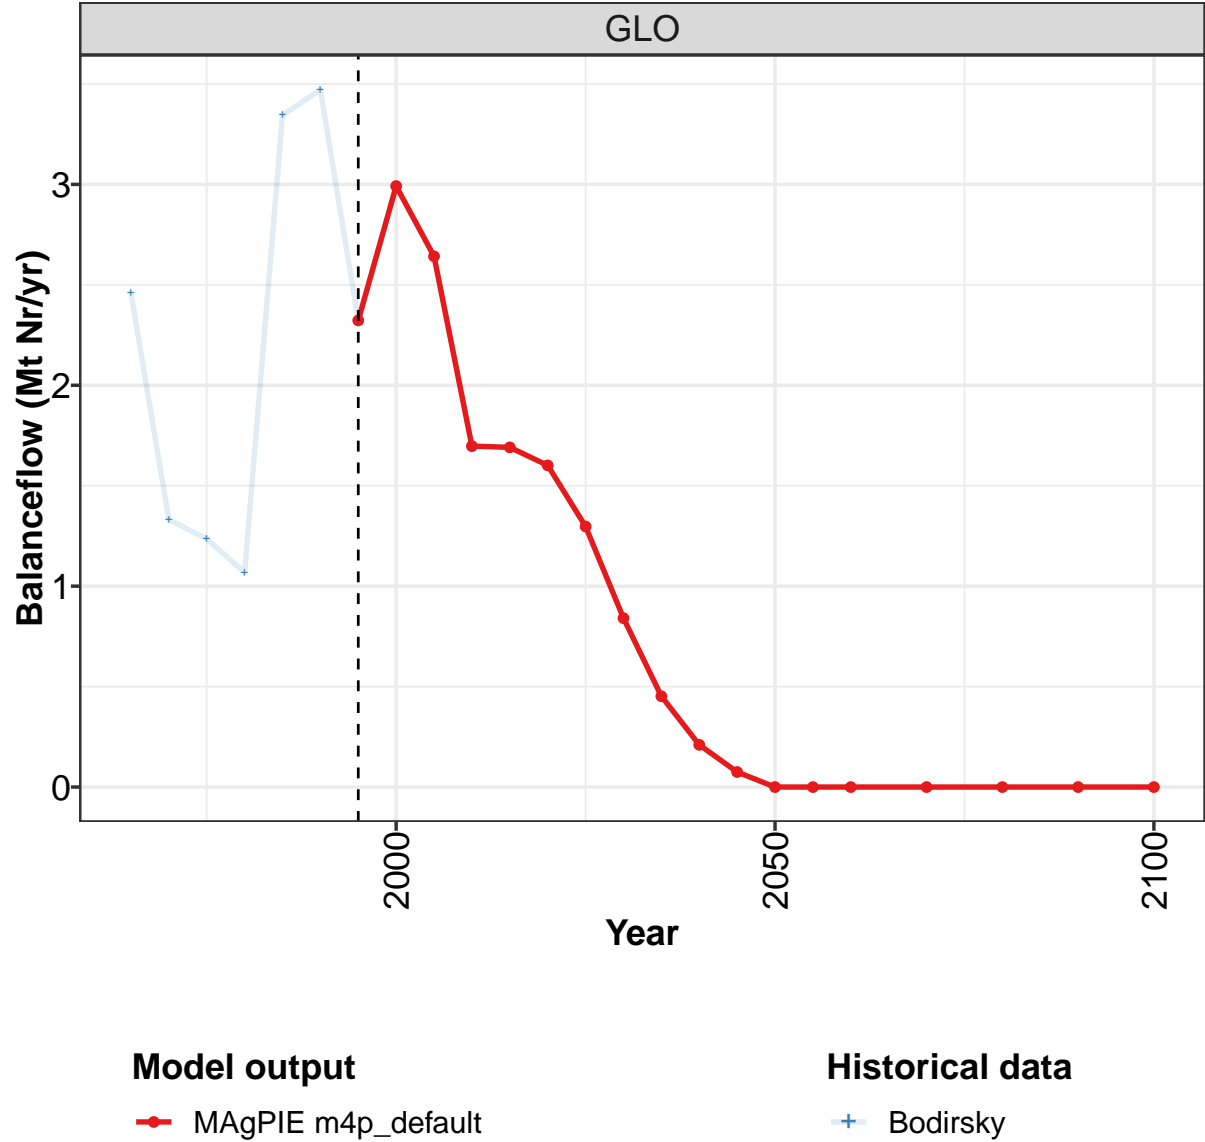 GLO
Balanceflow (Mt Nr/yr)
3
2
1
0
2000
2050
2100
Year
Model output
MAgPIE m4p_default
Historical data
Bodirsky